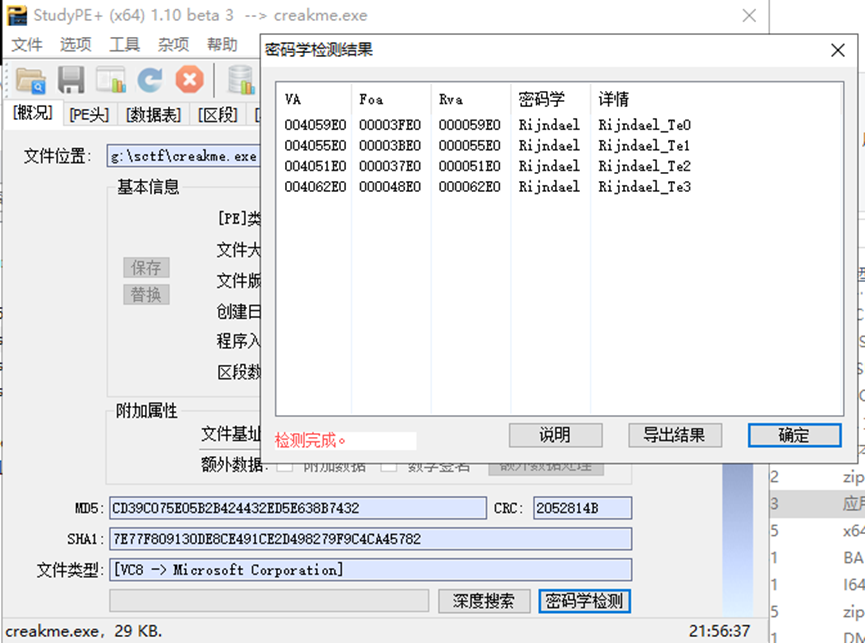 StudyPE+ (x64) 1.10 beta 3 --> creakme.exe
文件 选项 工具 杂项 帮助
[概况] [PE头] [数据表] [区段]
文件位置: g:\sctf\creakme.exe
基本信息
[PE]类
文件大
文件版
创建日
程序入
区段数
保存
替换
附加属性
文件基址
额外数据: 附加数据 数字签名 额外数据处理
MD5: CD39C075E05B2B424432ED5E638B7432 CRC: 2052814B
SHA1: 7E77F809130DE8CE491CE2D498279F9C4CA45782
文件类型: [VC8 -> Microsoft Corporation]
深度搜索 密码学检测
creakme.exe, 29 KB. 21:56:37
密码学检测结果
VA Foa Rva 密码学 详情
004059E0 00003FE0 000059E0 Rijndael Rijndael_Te0
004055E0 00003BE0 000055E0 Rijndael Rijndael_Te1
004051E0 000037E0 000051E0 Rijndael Rijndael_Te2
004062E0 000048E0 000062E0 Rijndael Rijndael_Te3
检测完成。
说明 导出结果 确定
2 zip
3 应用
5 x64
1 BA
1 I64
5 zip
1 DM